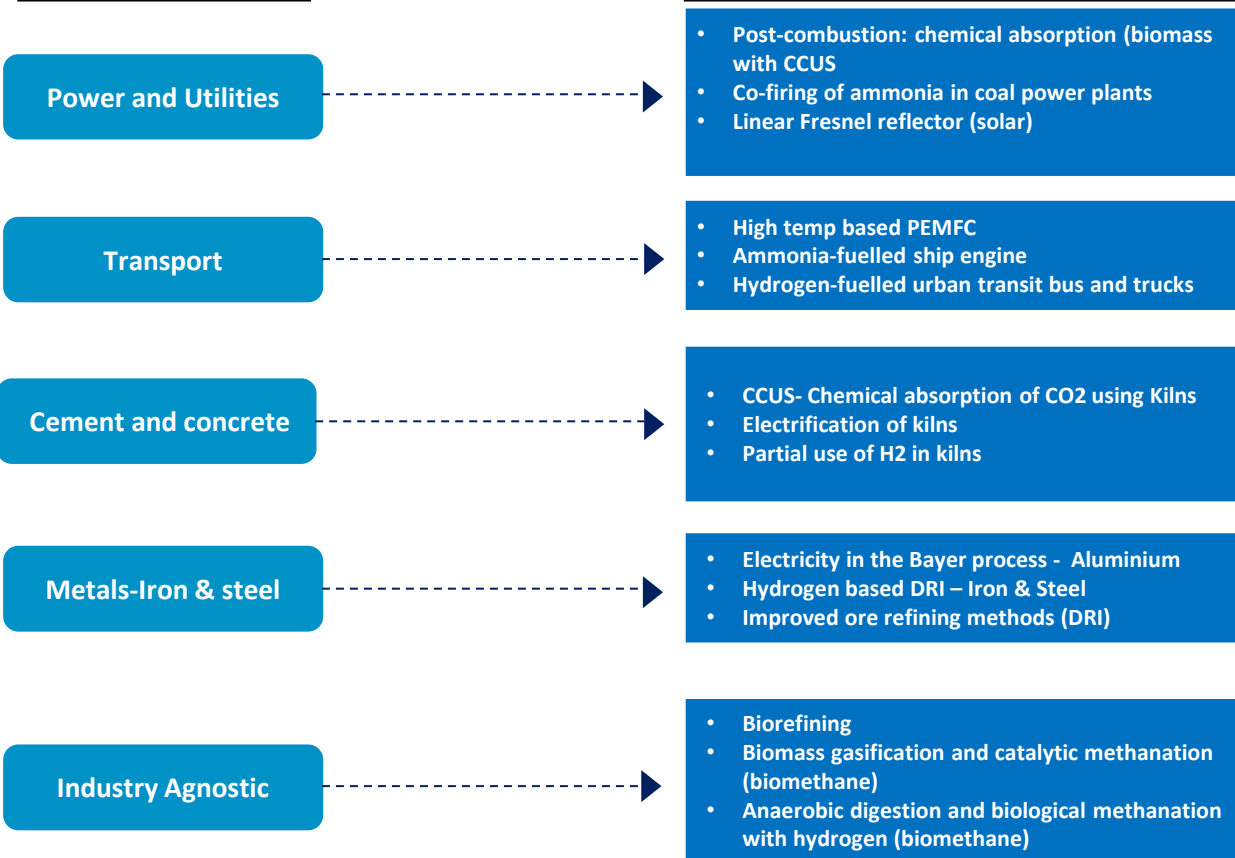 Power and Utilities
• Post-combustion: chemical absorption (biomass
with CCUS
• Co-firing of ammonia in coal power plants
• Linear Fresnel reflector (solar)
Transport
• High temp based PEMFC
• Ammonia-fuelled ship engine
• Hydrogen-fuelled urban transit bus and trucks
Cement and concrete
• CCUS- Chemical absorption of CO2 using Kilns
• Electrification of kilns
• Partial use of H2 in kilns
Metals-Iron & steel
• Electricity in the Bayer process - Aluminium
• Hydrogen based DRI – Iron & Steel
• Improved ore refining methods (DRI)
Industry Agnostic
• Biorefining
• Biomass gasification and catalytic methanation
(biomethane)
• Anaerobic digestion and biological methanation
with hydrogen (biomethane)